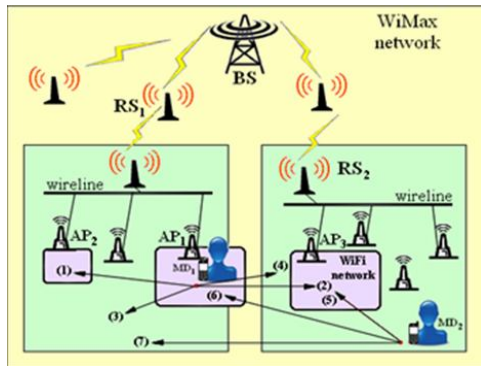 WiMax
network
BS
RS1
RS2
wireline
wireline
AP2
AP1
AP3
MD1
WiFi
network
(1)
(4)
(2)
(6)
(5)
(3)
(7)
MD2